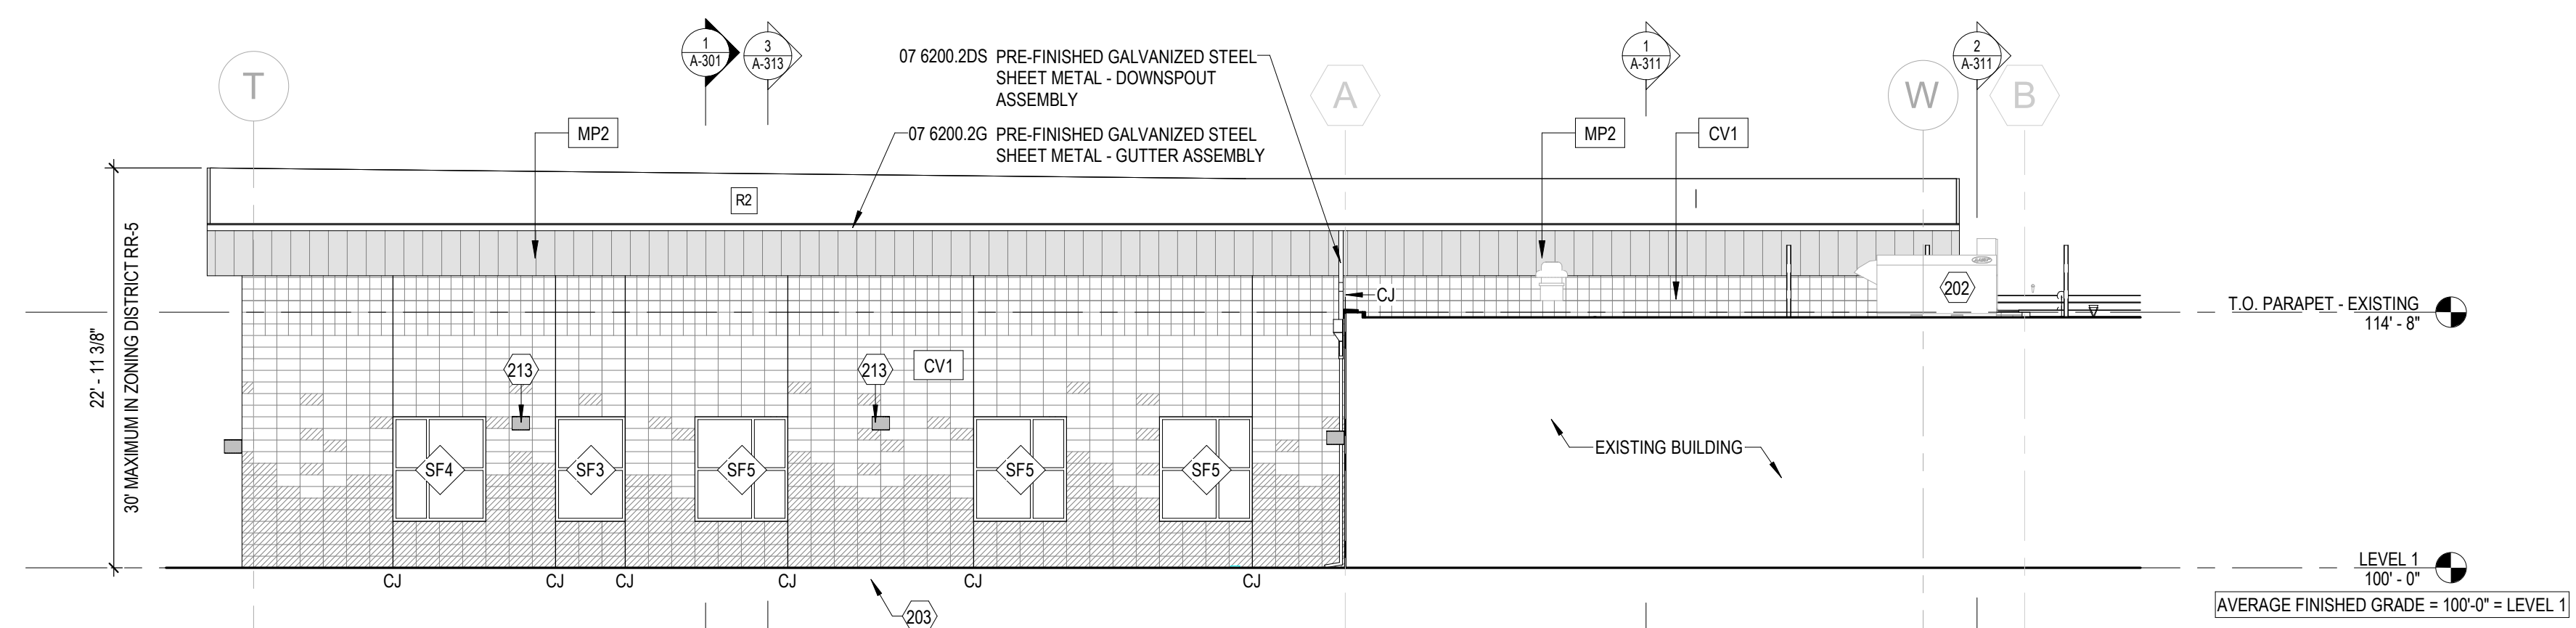 1
A-301
3
A-313
07 6200.2DS PRE-FINISHED GALVANIZED STEEL
SHEET METAL - DOWNSPOUT
ASSEMBLY
1
A-311
2
A-311
T
A
W
B
MP2
07 6200.2G PRE-FINISHED GALVANIZED STEEL
SHEET METAL - GUTTER ASSEMBLY
MP2
CV1
R2
22' - 11 3/8"
30' MAXIMUM IN ZONING DISTRICT RR-5
CJ
202
T.O. PARAPET - EXISTING
114' - 8"
213
213
CV1
SF4
SF3
SF5
SF5
SF5
EXISTING BUILDING
CJ
CJ
CJ
CJ
CJ
CJ
203
LEVEL 1
100' - 0"
AVERAGE FINISHED GRADE = 100'-0" = LEVEL 1